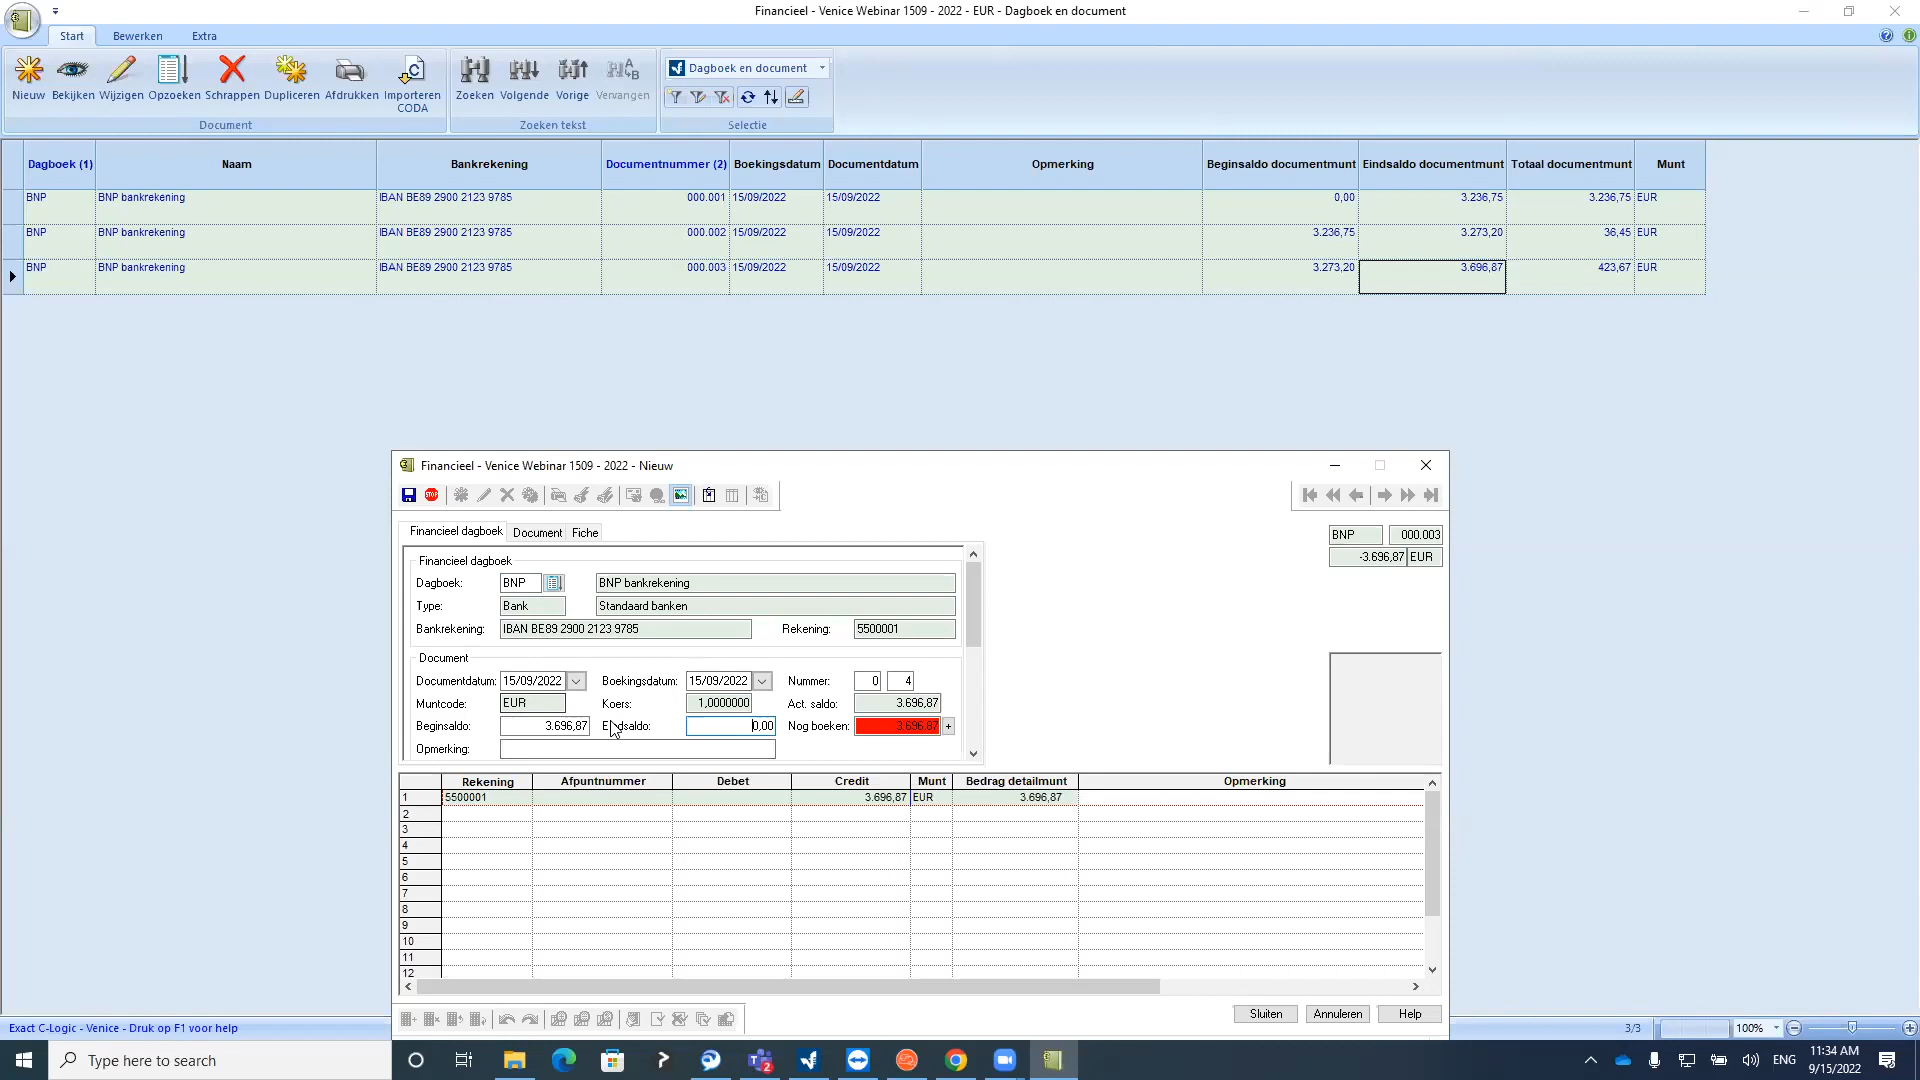 Financieel - Venice Webinar 1509 - 2022 - EUR - Dagboek en document
Start Bewerken Extra
Nieuw Bekijken Wijzigen Opzoeken Schrappen Dupliceren Afdrukken Importeren CODA
Zoeken Volgende Vorige Vervangen
Dagboek en document
Document Zoeken tekst Selectie
Dagboek (1) Naam Bankrekening Documentnummer (2) Boekingsdatum Documentdatum Opmerking Beginsaldo documentmunt Eindsaldo documentmunt Totaal documentmunt Munt
BNP BNP bankrekening IBAN BE89 2900 2123 9785 000.001 15/09/2022 15/09/2022 0,00 3.236,75 3.236,75 EUR
BNP BNP bankrekening IBAN BE89 2900 2123 9785 000.002 15/09/2022 15/09/2022 3.236,75 3.273,20 36,45 EUR
BNP BNP bankrekening IBAN BE89 2900 2123 9785 000.003 15/09/2022 15/09/2022 3.273,20 3.696,87 423,67 EUR
Financieel - Venice Webinar 1509 - 2022 - Nieuw
STOP
Financieel dagboek Document Fiche
BNP 000.003
-3.696,87 EUR
Financieel dagboek
Dagboek: BNP BNP bankrekening
Type: Bank Standaard banken
Bankrekening: IBAN BE89 2900 2123 9785 Rekening: 5500001
Document
Documentdatum: 15/09/2022 Boekingsdatum: 15/09/2022 Nummer: 0 4
Muntcode: EUR Koers: 1,0000000 Act. saldo: 3.696,87
Beginsaldo: 3.696,87 Eindsaldo: 0,00 Nog boeken: 3.696,87 +
Opmerking:
Rekening Afpuntnummer Debet Credit Munt Bedrag detailmunt Opmerking
1 5500001 3.696,87 EUR 3.696,87
2
3
4
5
6
7
8
9
10
11
12
Sluiten Annuleren Help
Exact C-Logic - Venice - Druk op F1 voor help 3/3 100%
Type here to search
ENG 11:34 AM
9/15/2022